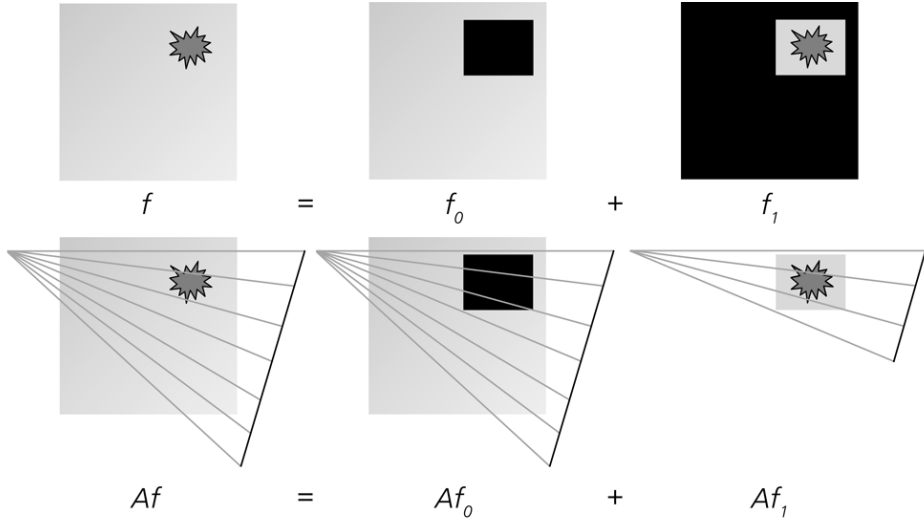 f = f₀ + f₁
Af = Af₀ + Af₁